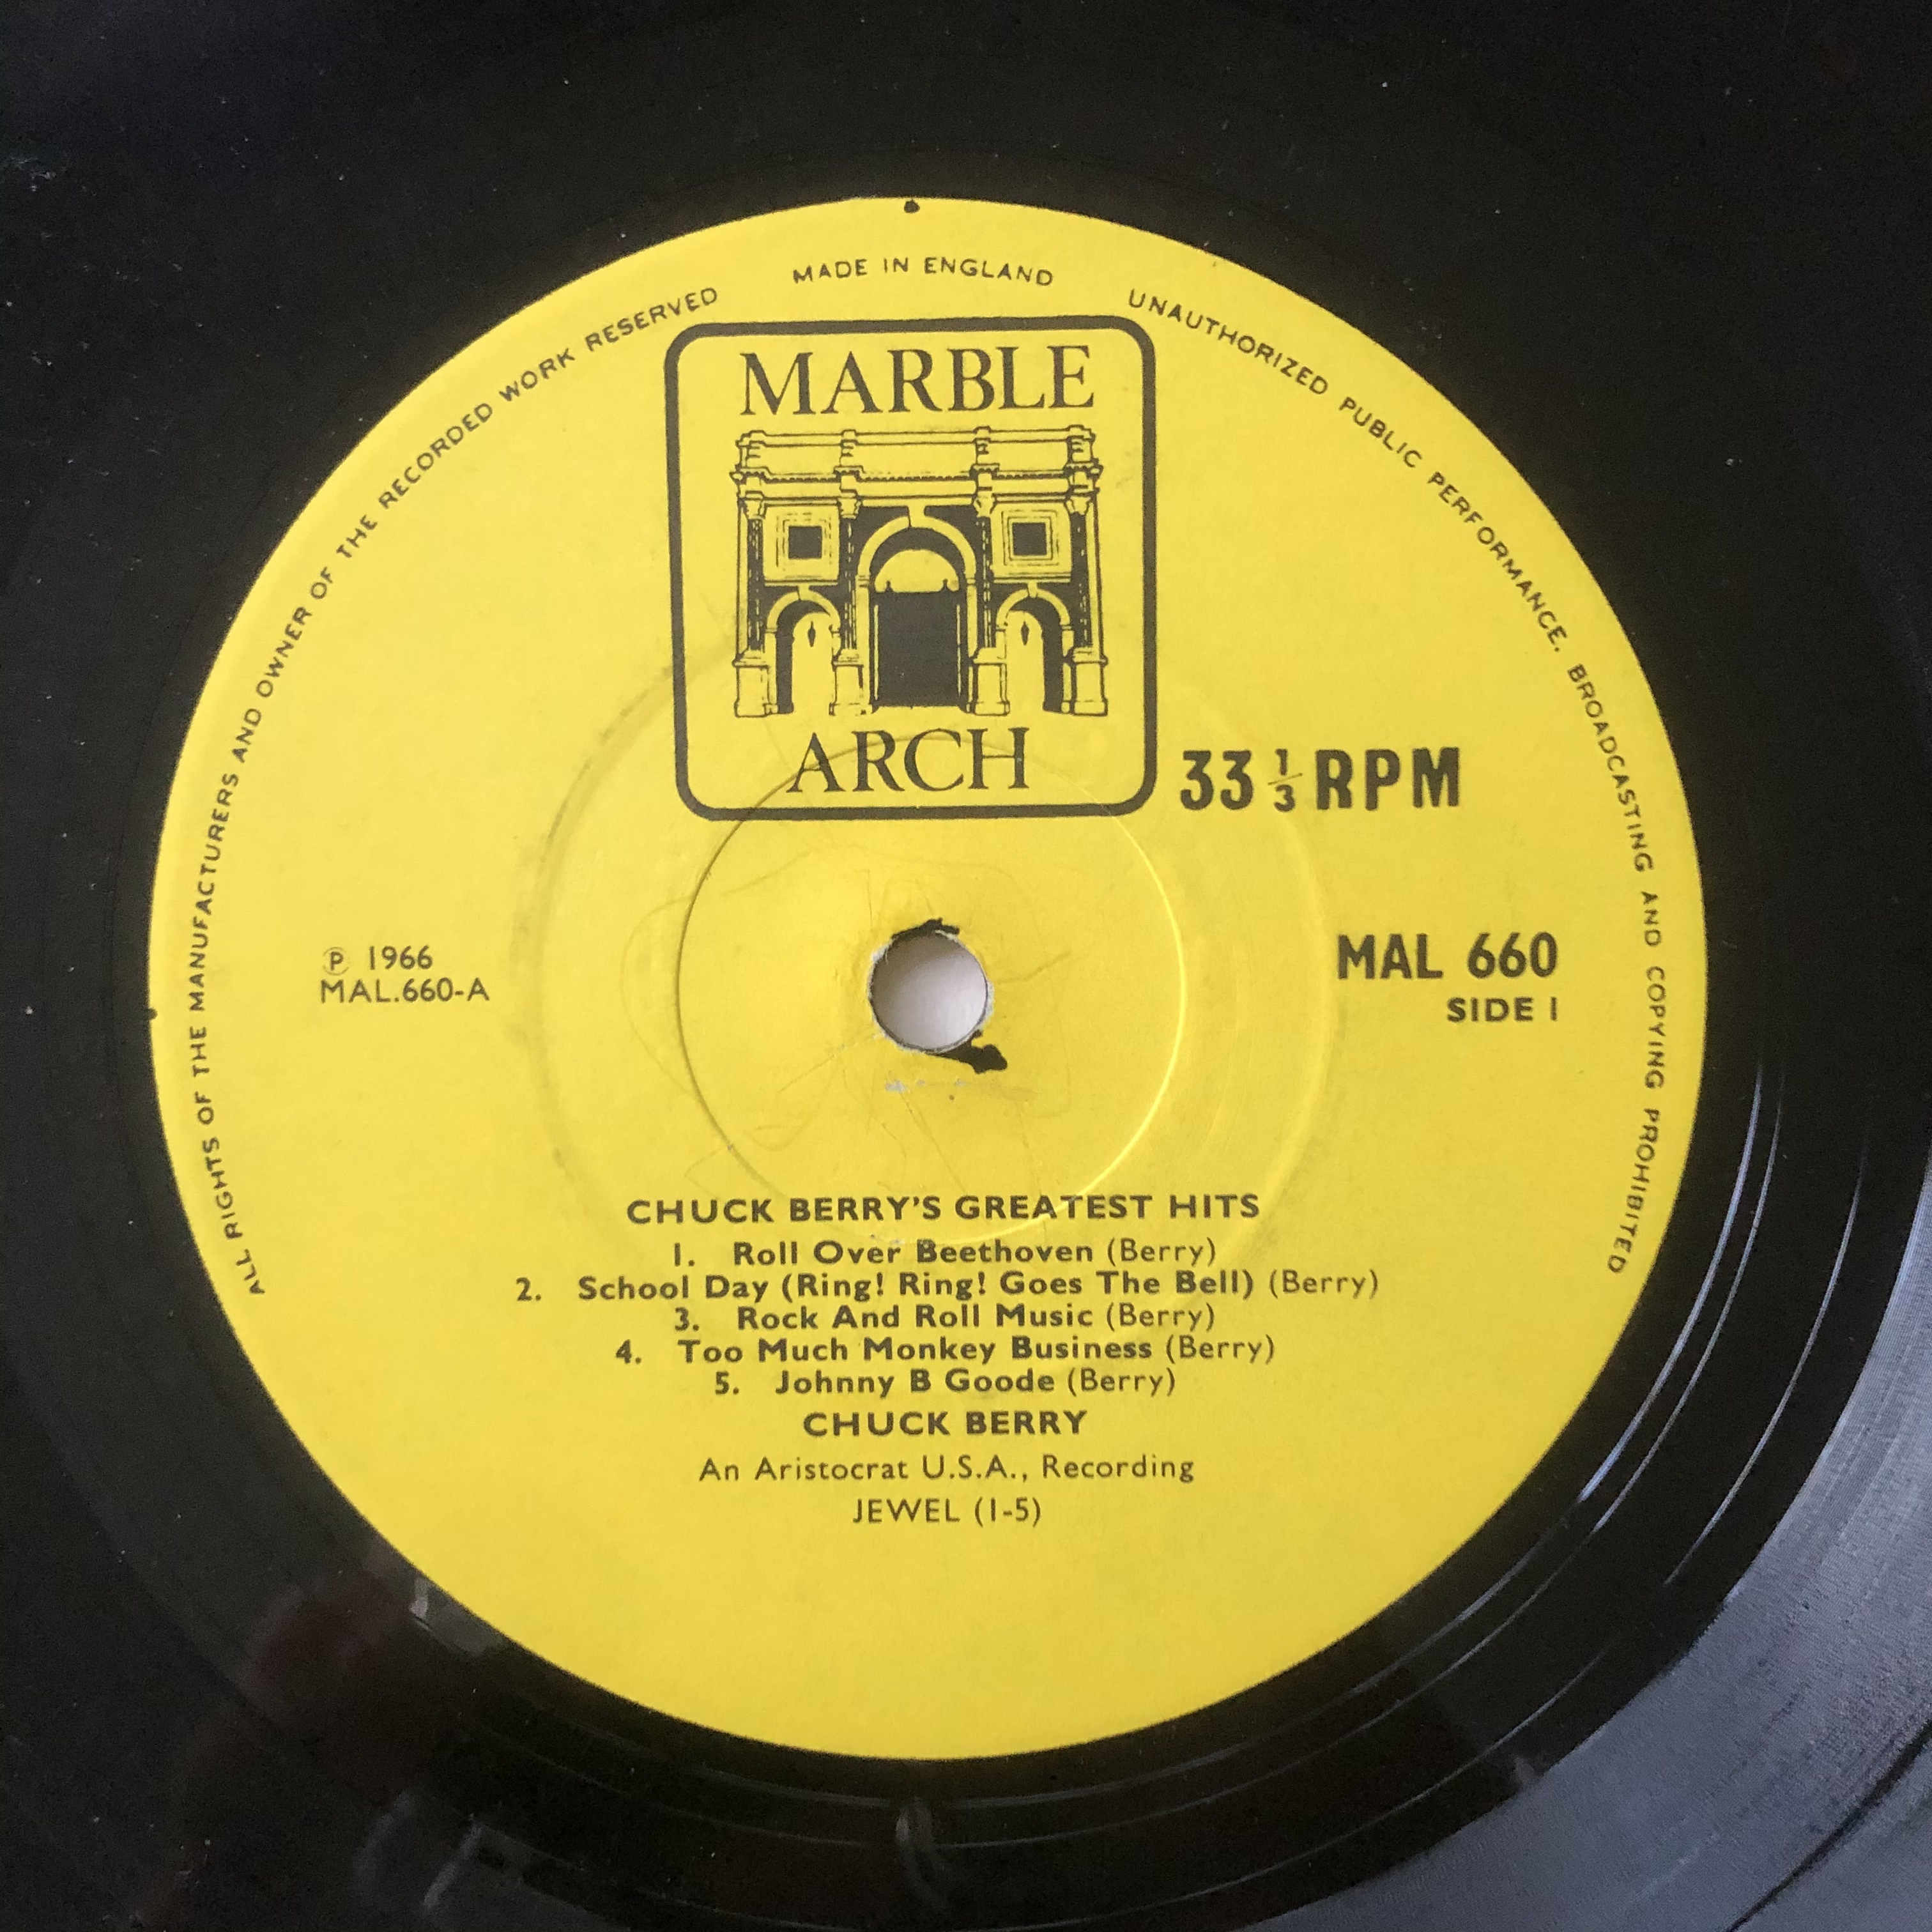 MADE IN ENGLAND
ALL RIGHTS OF THE MANUFACTURERS AND OWNER OF THE RECORDED WORK RESERVED
UNAUTHORIZED PUBLIC PERFORMANCE. BROADCASTING AND COPYING PROHIBITED
MARBLE
ARCH
33 1/3 RPM
Ⓟ 1966
MAL.660-A
MAL 660
SIDE I
CHUCK BERRY'S GREATEST HITS
1. Roll Over Beethoven (Berry)
2. School Day (Ring! Ring! Goes The Bell) (Berry)
3. Rock And Roll Music (Berry)
4. Too Much Monkey Business (Berry)
5. Johnny B Goode (Berry)
CHUCK BERRY
An Aristocrat U.S.A., Recording
JEWEL (1-5)